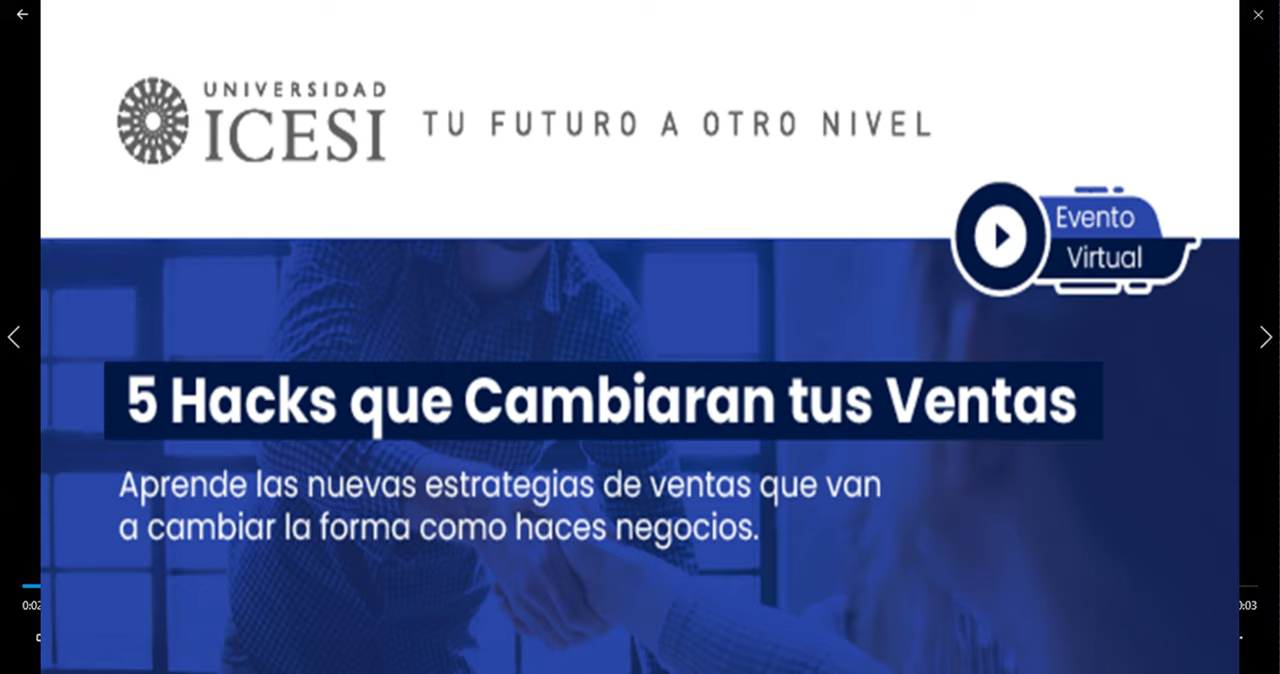 UNIVERSIDAD
ICESI
TU FUTURO A OTRO NIVEL
Evento
Virtual
5 Hacks que Cambiaran tus Ventas
Aprende las nuevas estrategias de ventas que van
a cambiar la forma como haces negocios.